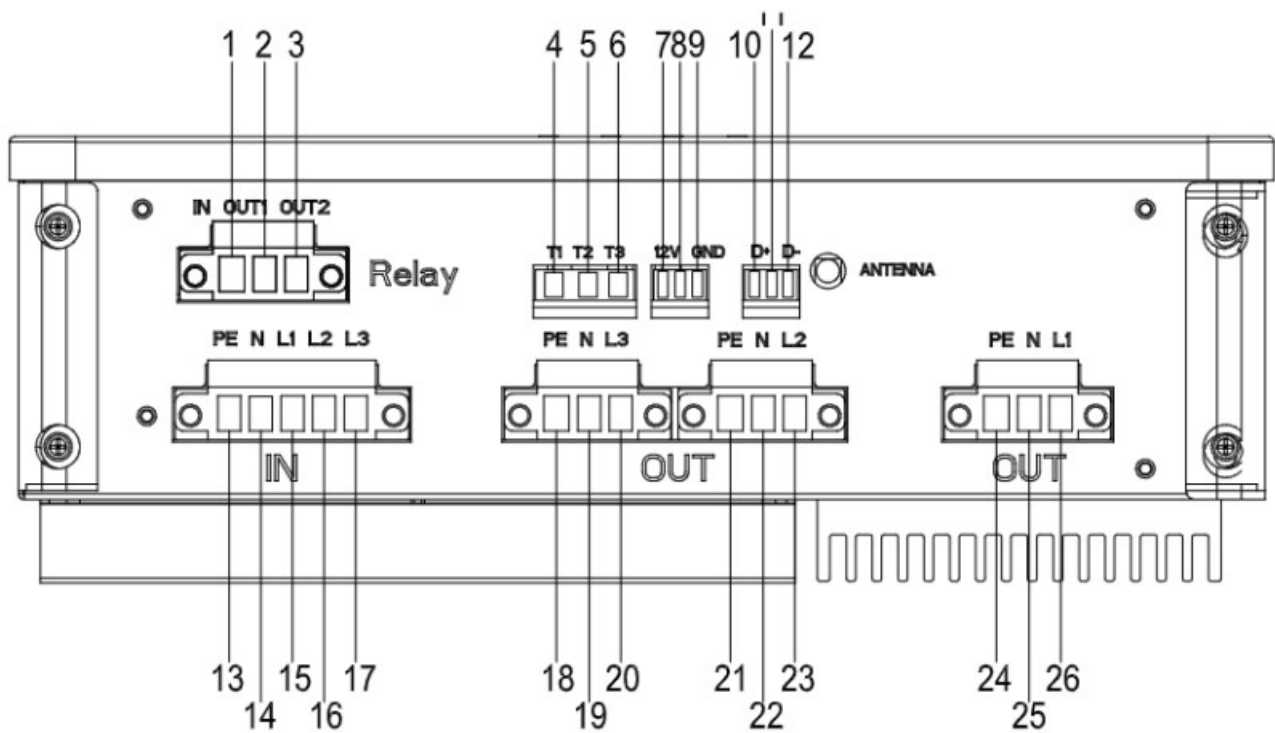 1 2 3 4 5 6 7 8 9 10 11 12
IN OUT1 OUT2
Relay
T1 T2 T3 12V GND D+ D-
ANTENNA
PE N L1 L2 L3 PE N L3 PE N L2 PE N L1
IN OUT OUT
13 15 17 18 20 21 23 24 26
14 16 19 22 25